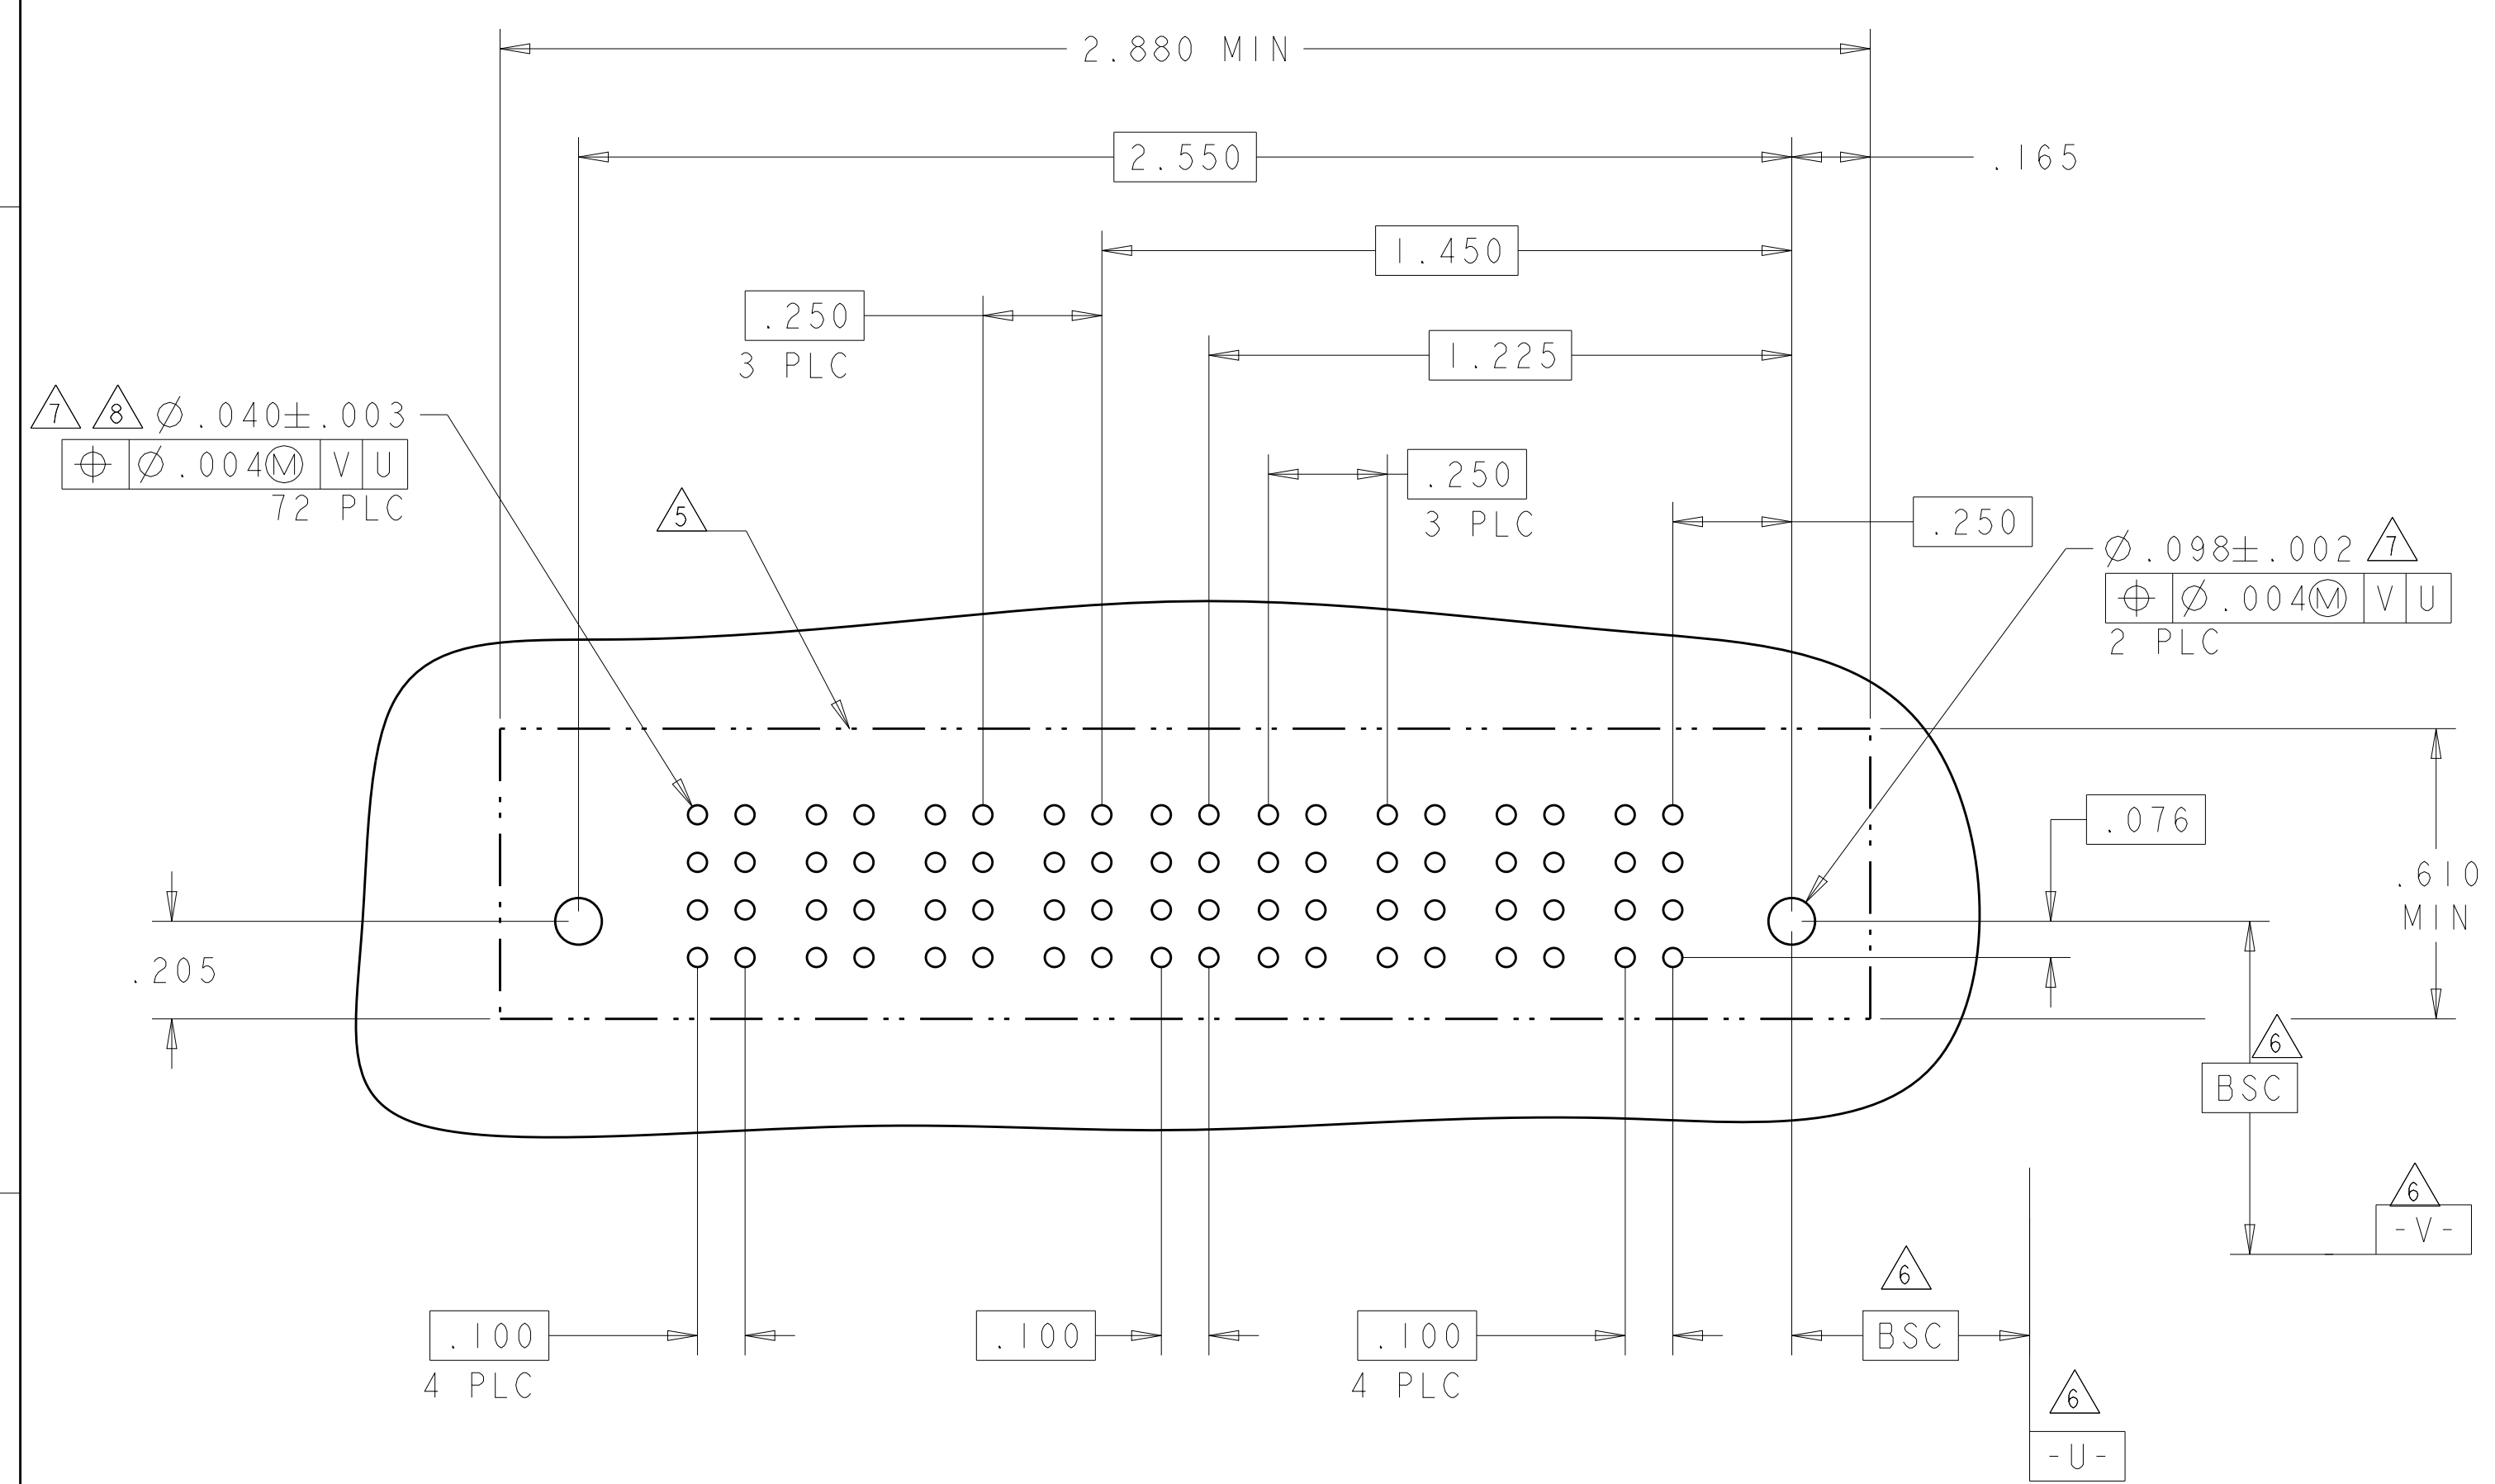 2.880 MIN
2.550
.165
1.450
.250
3 PLC
1.225
7 8 ⌀.040±.003
⌖ ⌀.004Ⓜ V U
72 PLC
5
.250
3 PLC
.250
⌀.098±.002 7
⌖ ⌀.004Ⓜ V U
2 PLC
.076
.610
MIN
.205
6
BSC
6
-V-
6
.100
4 PLC
.100
.100
4 PLC
BSC
6
-U-